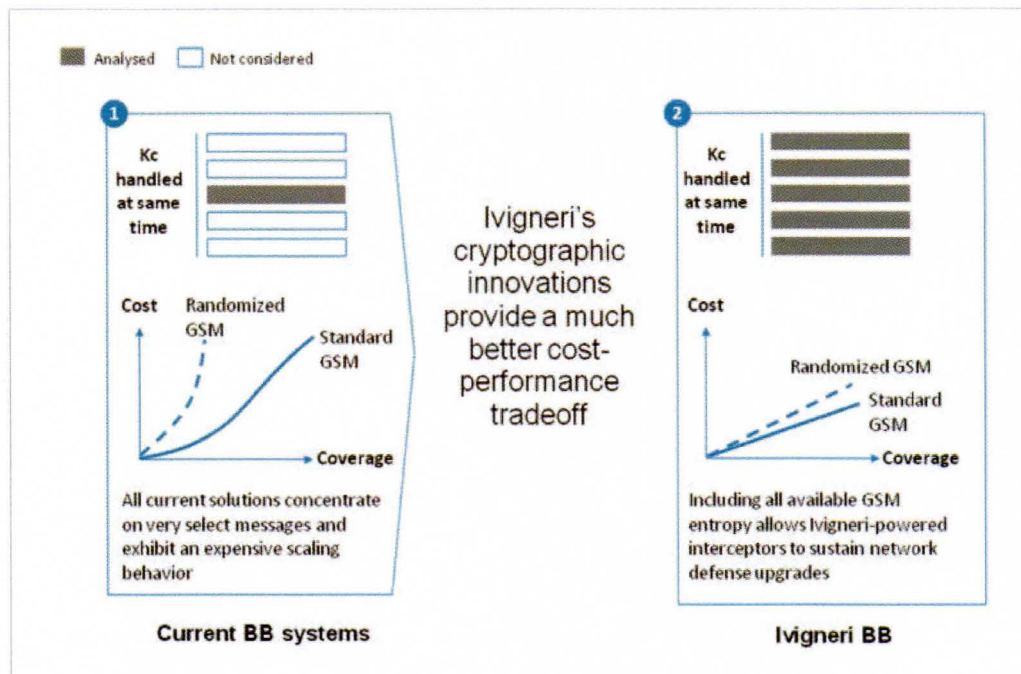 Analysed
Not considered
1
Kc
handled
at same
time
Cost
Randomized
GSM
Standard
GSM
Coverage
All current solutions concentrate
on very select messages and
exhibit an expensive scaling
behavior
Current BB systems
Ivigneri's
cryptographic
innovations
provide a much
better cost-
performance
tradeoff
2
Kc
handled
at same
time
Cost
Randomized GSM
Standard
GSM
Coverage
Including all available GSM
entropy allows Ivigneri-powered
interceptors to sustain network
defense upgrades
Ivigneri BB